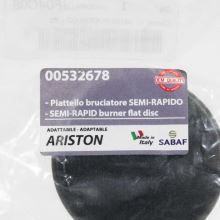 00532678
- Piattello bruciatore SEMI-RAPIDO
- SEMI-RAPID burner flat disc
ADATTABILE - ADAPTABLE
ARISTON
Made in Italy
SABAF